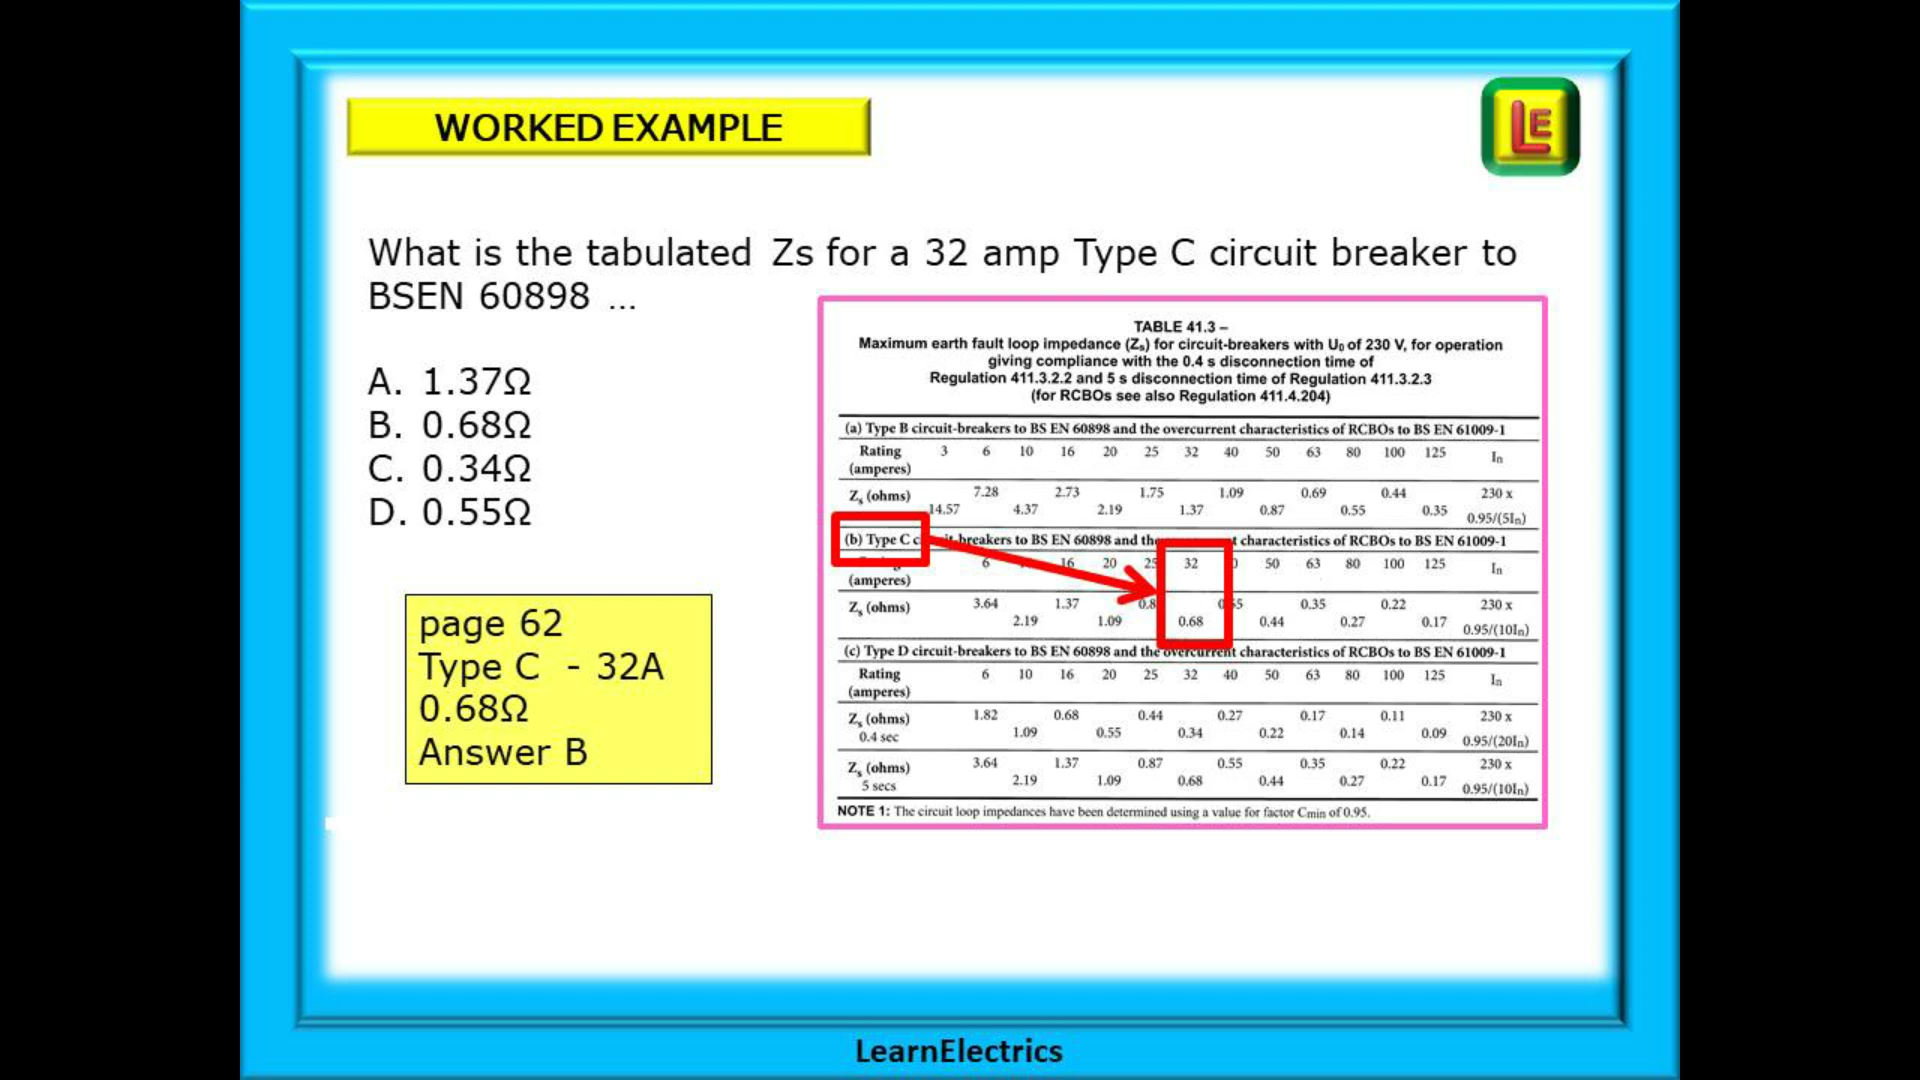 WORKED EXAMPLE
LE
What is the tabulated Zs for a 32 amp Type C circuit breaker to
BSEN 60898 ...
A. 1.37Ω
B. 0.68Ω
C. 0.34Ω
D. 0.55Ω
page 62
Type C - 32A
0.68Ω
Answer B
TABLE 41.3 –
Maximum earth fault loop impedance (Zs) for circuit-breakers with U0 of 230 V, for operation
giving compliance with the 0.4 s disconnection time of
Regulation 411.3.2.2 and 5 s disconnection time of Regulation 411.3.2.3
(for RCBOs see also Regulation 411.4.204)
(a) Type B circuit-breakers to BS EN 60898 and the overcurrent characteristics of RCBOs to BS EN 61009-1
Rating 3 6 10 16 20 25 32 40 50 63 80 100 125 In
(amperes)
Zs (ohms) 7.28 2.73 1.75 1.09 0.69 0.44 230 x
14.57 4.37 2.19 1.37 0.87 0.55 0.35 0.95/(5In)
(b) Type C -breakers to BS EN 60898 and the characteristics of RCBOs to BS EN 61009-1
6 16 20 25 32 50 63 80 100 125 In
(amperes)
Zs (ohms) 3.64 1.37 0.35 0.22 230 x
2.19 1.09 0.68 0.44 0.27 0.17 0.95/(10In)
(c) Type D circuit-breakers to BS EN 60898 and the overcurrent characteristics of RCBOs to BS EN 61009-1
Rating 6 10 16 20 25 32 40 50 63 80 100 125 In
(amperes)
Zs (ohms) 1.82 0.68 0.44 0.27 0.17 0.11 230 x
0.4 sec 1.09 0.55 0.34 0.22 0.14 0.09 0.95/(20In)
Zs (ohms) 3.64 1.37 0.87 0.55 0.35 0.22 230 x
5 secs 2.19 1.09 0.68 0.44 0.27 0.17 0.95/(10In)
NOTE 1: The circuit loop impedances have been determined using a value for factor Cmin of 0.95.
LearnElectrics